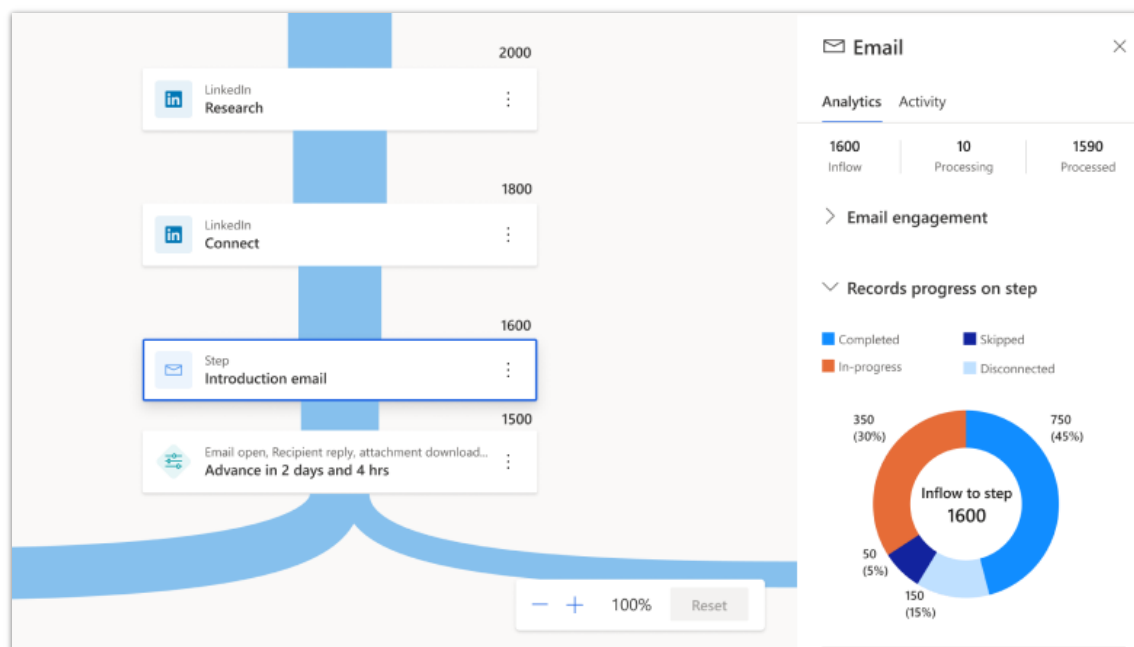 2000
LinkedIn
Research
1800
LinkedIn
Connect
1600
Step
Introduction email
1500
Email open, Recipient reply, attachment download...
Advance in 2 days and 4 hrs
100%
Reset
Email
Analytics Activity
1600 10 1590
Inflow Processing Processed
Email engagement
Records progress on step
Completed Skipped
In-progress Disconnected
350
(30%)
750
(45%)
Inflow to step
1600
50
(5%)
150
(15%)